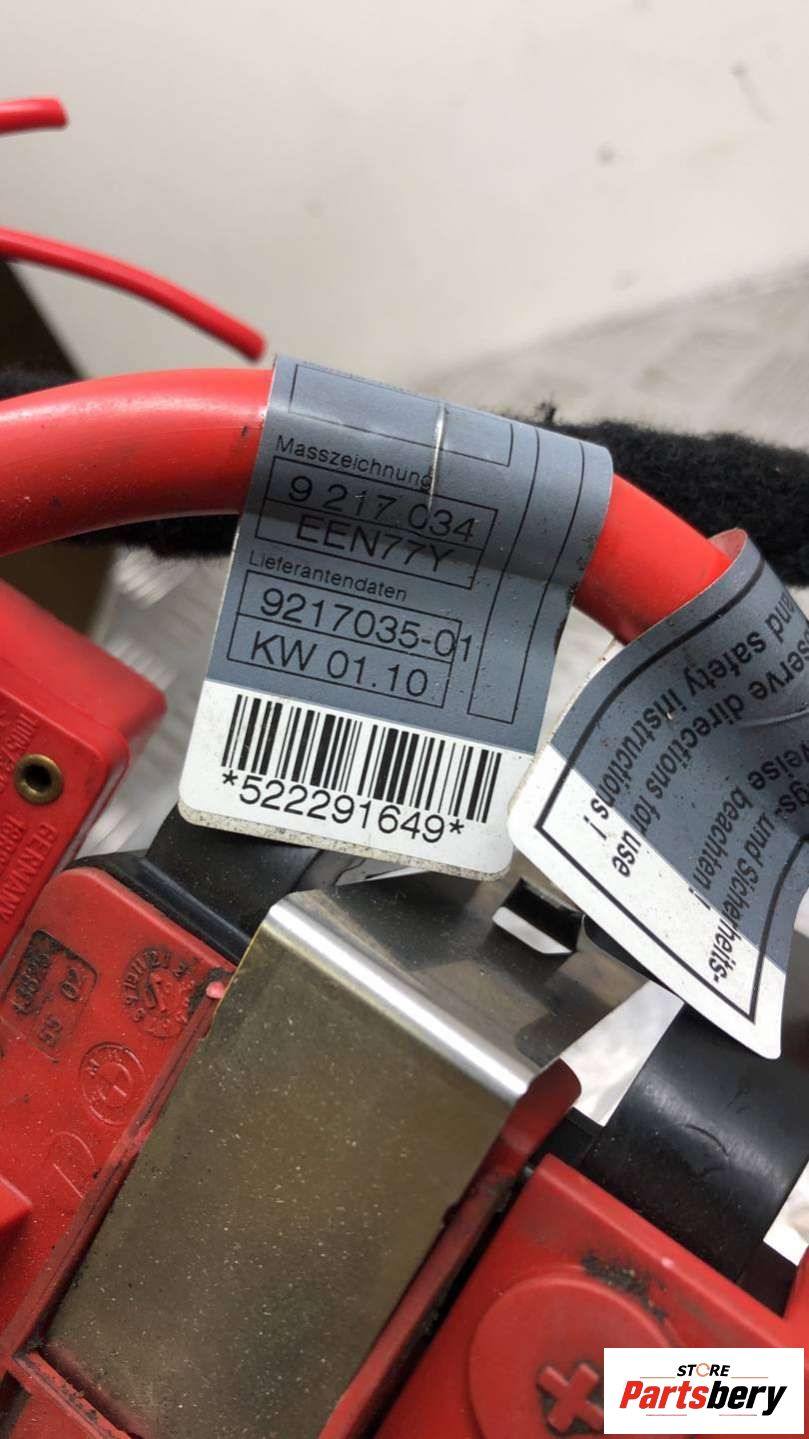 Masszeichnung
9 217 034
EEN77Y
Lieferantendaten
9217035-01
KW 01.10
*522291649*
serve directions for use
and safety instructions !
und Sicherheits-
beachten !
GERMANY
STORE
Partsbery